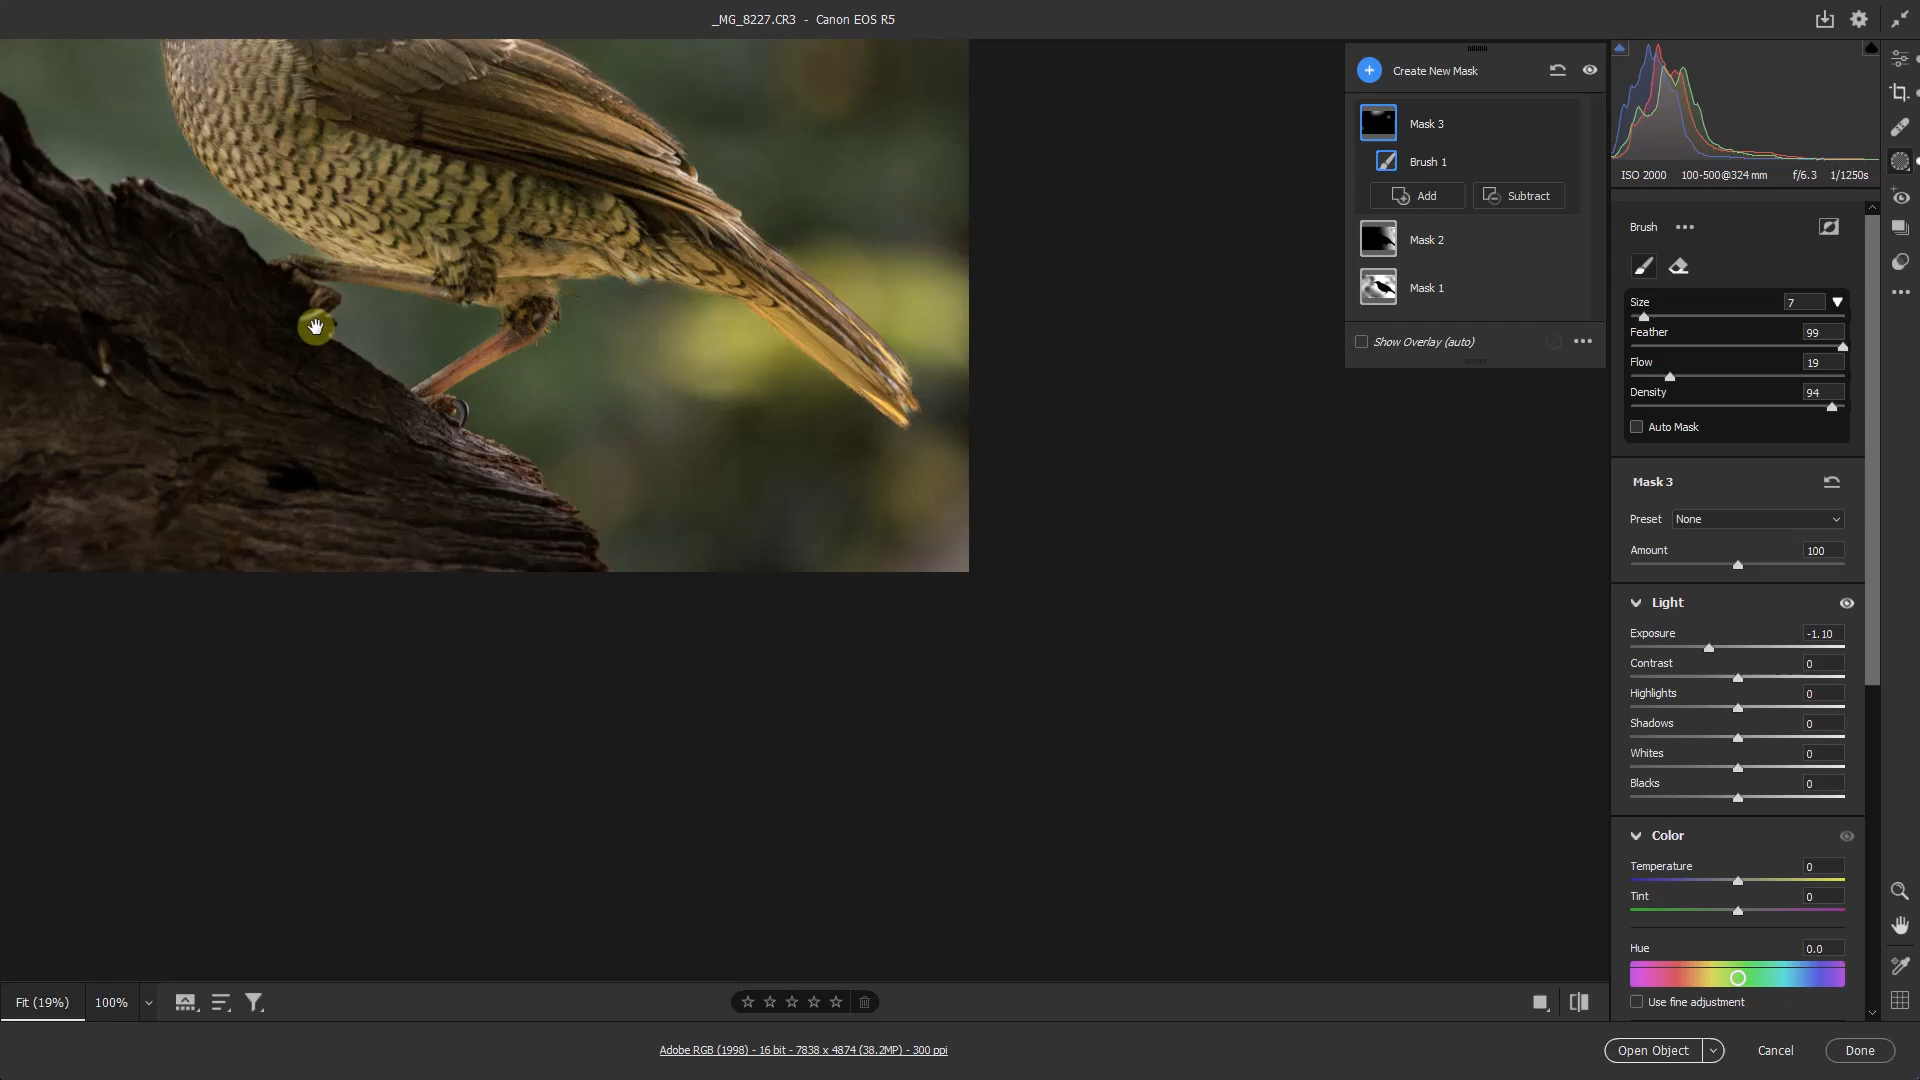 _MG_8227.CR3 - Canon EOS R5
Create New Mask
Mask 3
Brush 1
Add
Subtract
Mask 2
Mask 1
Show Overlay (auto)
ISO 2000 100-500@324 mm f/6.3 1/1250s
Brush
Size 7
Feather 99
Flow 19
Density 94
Auto Mask
Mask 3
Preset None
Amount 100
Light
Exposure -1.10
Contrast 0
Highlights 0
Shadows 0
Whites 0
Blacks 0
Color
Temperature 0
Tint 0
Hue 0.0
Use fine adjustment
Fit (19%) 100%
Adobe RGB (1998) - 16 bit - 7838 x 4874 (38.2MP) - 300 ppi
Open Object Cancel Done